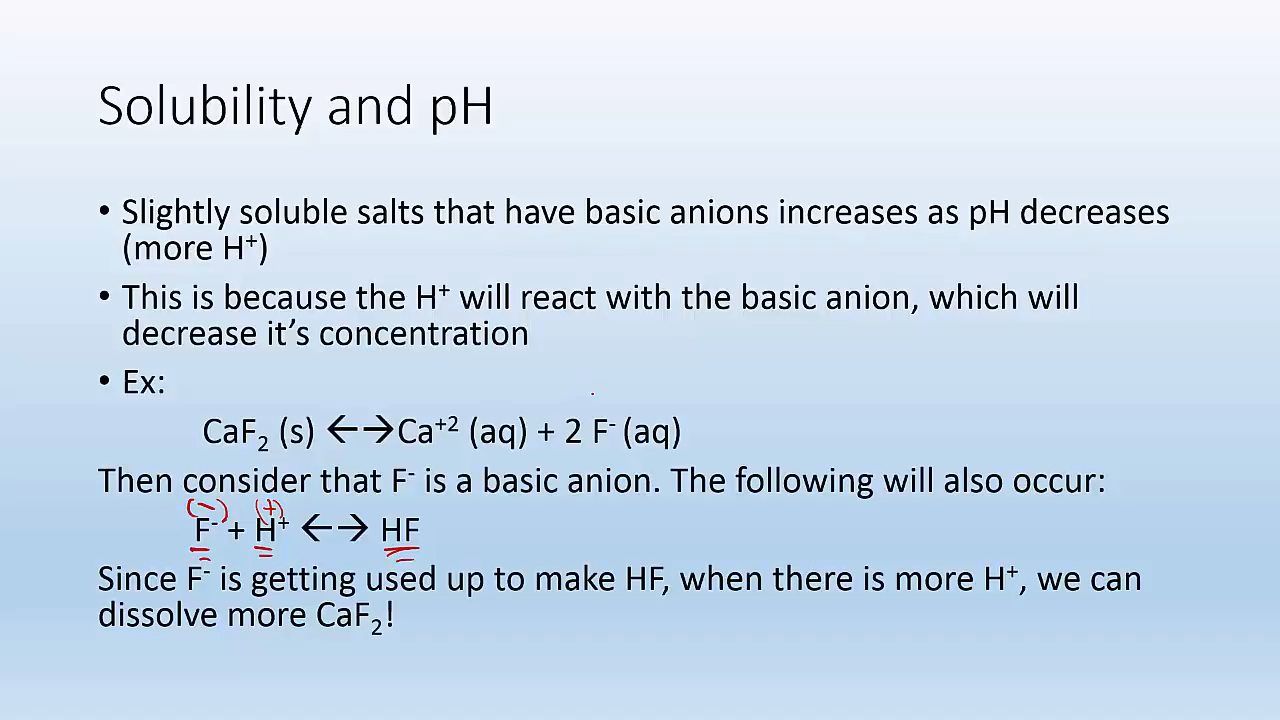 Solubility and pH
• Slightly soluble salts that have basic anions increases as pH decreases
(more H⁺)
• This is because the H⁺ will react with the basic anion, which will
decrease it’s concentration
• Ex:
CaF₂ (s) ←→Ca⁺² (aq) + 2 F⁻ (aq)
Then consider that F⁻ is a basic anion. The following will also occur:
(-) (+)
F⁻ + H⁺ ←→ HF
Since F⁻ is getting used up to make HF, when there is more H⁺, we can
dissolve more CaF₂!